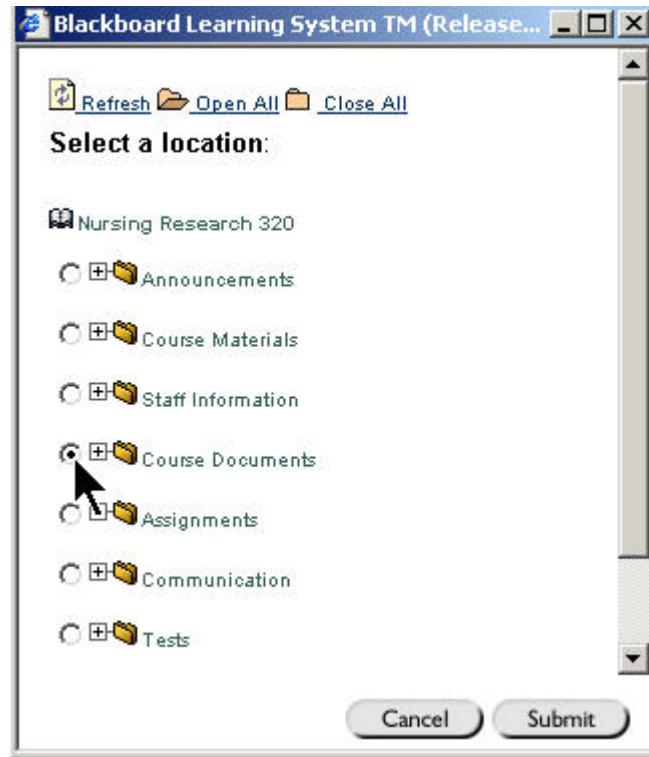 Blackboard Learning System TM (Release...
Refresh Open All Close All
Select a location:
Nursing Research 320
Announcements
Course Materials
Staff Information
Course Documents
Assignments
Communication
Tests
Cancel Submit